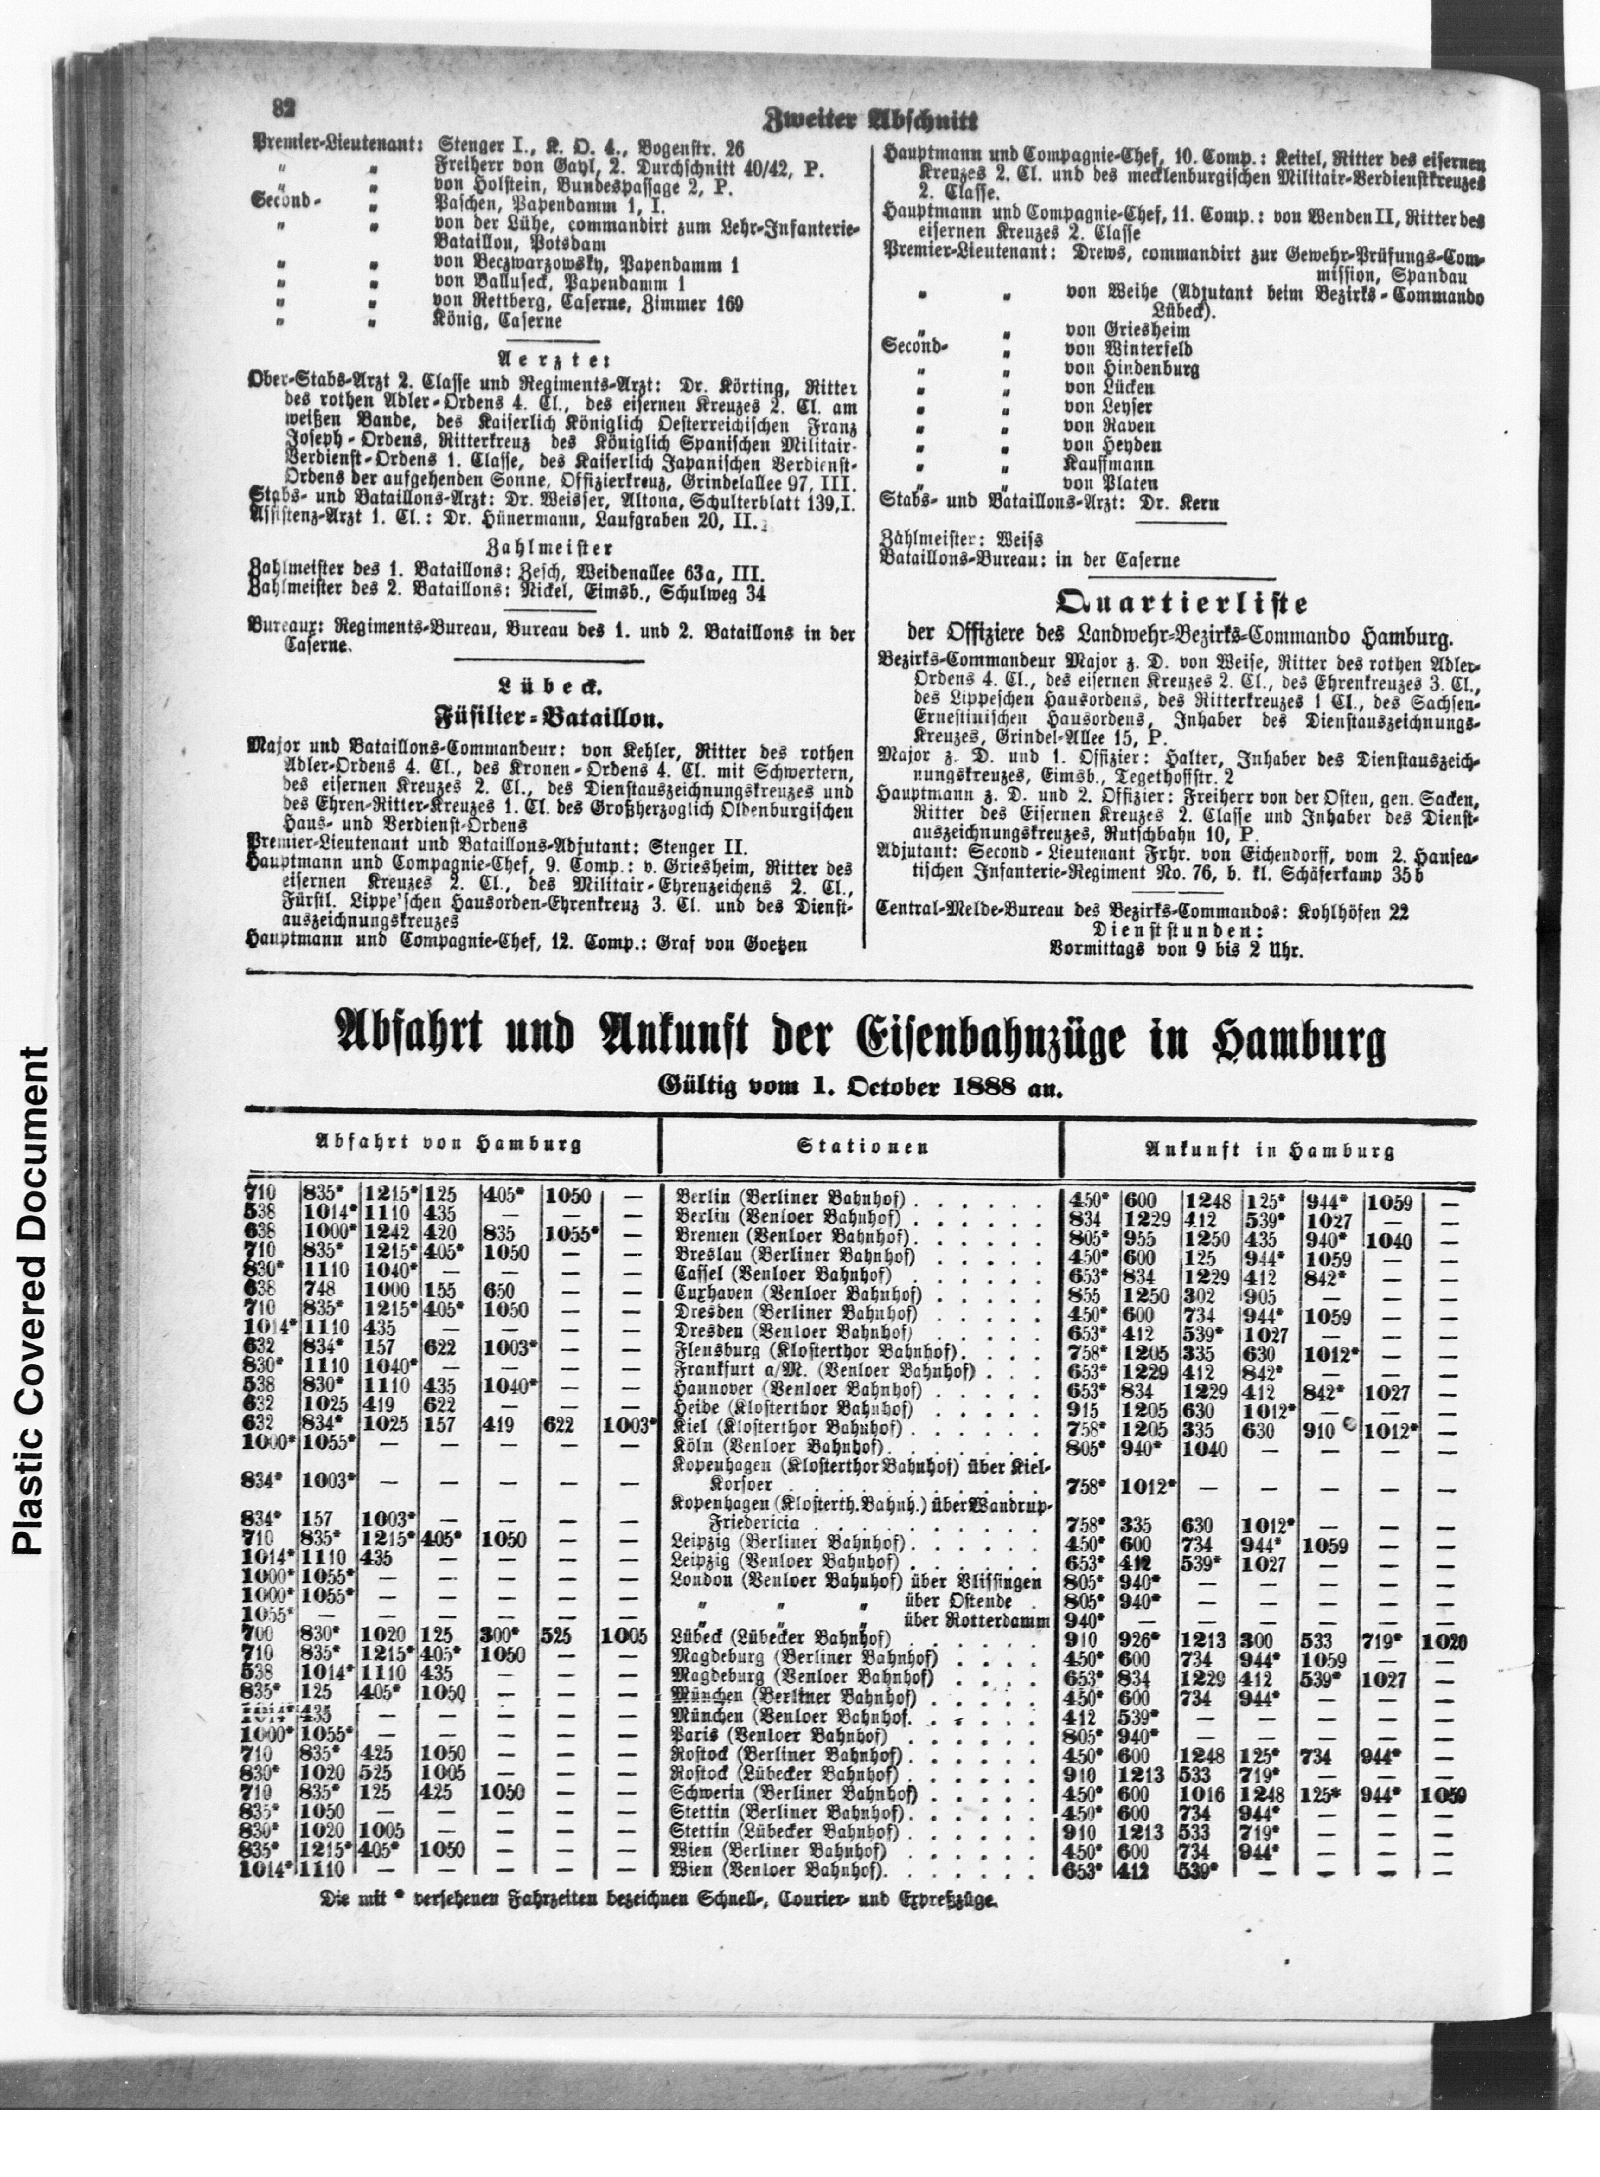 Plastic Covered Document
82
Zweiter Abschnitt
Premier-Lieutenant: Stenger I., K. O. 4., Bogenstr. 26
" " Freiherr von Gayl, 2. Durchschnitt 40/42, P.
" " von Holstein, Bundespassage 2, P.
Second- " Paschen, Papendamm 1, I.
" " von der Lühe, commandirt zum Lehr-Infanterie-
Bataillon, Potsdam
" " von Beczwarzowsky, Papendamm 1
" " von Balluseck, Papendamm 1
" " von Rettberg, Caserne, Zimmer 169
" " König, Caserne
Aerzte:
Ober-Stabs-Arzt 2. Classe und Regiments-Arzt: Dr. Körting, Ritter
des rothen Adler-Ordens 4. Cl., des eisernen Kreuzes 2. Cl. am
weißen Bande, des Kaiserlich Königlich Oesterreichischen Franz
Joseph-Ordens, Ritterkreuz des Königlich Spanischen Militair-
Verdienst-Ordens 1. Classe, des Kaiserlich Japanischen Verdienst-
Ordens der aufgehenden Sonne, Offizierkreuz, Grindelallee 97, III.
Stabs- und Bataillons-Arzt: Dr. Weisser, Altona, Schulterblatt 139, I.
Assistenz-Arzt 1. Cl.: Dr. Hünermann, Laufgraben 20, II.
Zahlmeister
Zahlmeister des 1. Bataillons: Zesch, Weidenallee 63a, III.
Zahlmeister des 2. Bataillons: Nickel, Eimsb., Schulweg 34
Bureaux: Regiments-Bureau, Bureau des 1. und 2. Bataillons in der
Caserne.
Lübeck.
Füsilier-Bataillon.
Major und Bataillons-Commandeur: von Kehler, Ritter des rothen
Adler-Ordens 4. Cl., des Kronen-Ordens 4. Cl. mit Schwertern,
des eisernen Kreuzes 2. Cl., des Dienstauszeichnungskreuzes und
des Ehren-Ritter-Kreuzes 1. Cl. des Großherzoglich Oldenburgischen
Haus- und Verdienst-Ordens
Premier-Lieutenant und Bataillons-Adjutant: Stenger II.
Hauptmann und Compagnie-Chef, 9. Comp.: v. Griesheim, Ritter des
eisernen Kreuzes 2. Cl., des Militair-Ehrenzeichens 2. Cl.,
Fürstl. Lippe'schen Hausorden-Ehrenkreuz 3. Cl. und des Dienst-
auszeichnungskreuzes
Hauptmann und Compagnie-Chef, 12. Comp.: Graf von Goetzen
Hauptmann und Compagnie-Chef, 10. Comp.: Keitel, Ritter des eisernen
Kreuzes 2. Cl. und des mecklenburgischen Militair-Verdienstkreuzes
2. Classe.
Hauptmann und Compagnie-Chef, 11. Comp.: von Wenden II, Ritter des
eisernen Kreuzes 2. Classe
Premier-Lieutenant: Drews, commandirt zur Gewehr-Prüfungs-Com-
mission, Spandau
" " von Weihe (Adjutant beim Bezirks-Commando
Lübeck).
" " von Griesheim
Second- " von Winterfeld
" " von Hindenburg
" " von Lücken
" " von Leyser
" " von Raven
" " von Heyden
" " Kauffmann
" " von Platen
Stabs- und Bataillons-Arzt: Dr. Kern
Zahlmeister: Weiss
Bataillons-Bureau: in der Caserne
Quartierliste
der Offiziere des Landwehr-Bezirks-Commando Hamburg.
Bezirks-Commandeur Major z. D. von Weise, Ritter des rothen Adler-
Ordens 4. Cl., des eisernen Kreuzes 2. Cl., des Ehrenkreuzes 3. Cl.,
des Lippeschen Hausordens, des Ritterkreuzes 1 Cl., des Sachsen-
Ernestinischen Hausordens, Inhaber des Dienstauszeichnungs-
Kreuzes, Grindel-Allee 15, P.
Major z. D. und 1. Offizier: Halter, Inhaber des Dienstauszeich-
nungskreuzes, Eimsb., Tegethoffstr. 2
Hauptmann z. D. und 2. Offizier: Freiherr von der Osten, gen. Sacken,
Ritter des Eisernen Kreuzes 2. Classe und Inhaber des Dienst-
auszeichnungskreuzes, Rutschbahn 10, P.
Adjutant: Second-Lieutenant Frhr. von Eichendorff, vom 2. Hansea-
tischen Infanterie-Regiment No. 76, b. kl. Schäferkamp 35b
Central-Melde-Bureau des Bezirks-Commandos: Kohlhöfen 22
Dienststunden:
Vormittags von 9 bis 2 Uhr.
Abfahrt und Ankunft der Eisenbahnzüge in Hamburg
Gültig vom 1. October 1888 an.
Abfahrt von Hamburg Stationen Ankunft in Hamburg
710 835* 1215* 125 405* 1050 — Berlin (Berliner Bahnhof) . . . . . . 450* 600 1248 125* 944* 1059 —
538 1014* 1110 435 — — — Berlin (Venloer Bahnhof) . . . . . . 834 1229 412 539* 1027 — —
638 1000* 1242 420 835 1055* — Bremen (Venloer Bahnhof) . . . . . . 805* 955 1250 435 940* 1040 —
710 835* 1215* 405* 1050 — — Breslau (Berliner Bahnhof) . . . . . 450* 600 125 944* 1059 — —
830* 1110 1040* — — — — Cassel (Venloer Bahnhof) . . . . . . 653* 834 1229 412 842* — —
638 748 1000 155 650 — — Cuxhaven (Venloer Bahnhof) . . . . . 855 1250 302 905 — — —
710 835* 1215* 405* 1050 — — Dresden (Berliner Bahnhof) . . . . . 450* 600 734 944* 1059 — —
1014* 1110 435 — — — — Dresden (Venloer Bahnhof) . . . . . 653* 412 539* 1027 — — —
632 834* 157 622 1003* — — Flensburg (Klosterthor Bahnhof) . . . . 758* 1205 335 630 1012* — —
830* 1110 1040* — — — — Frankfurt a/M. (Venloer Bahnhof) . . . 653* 1229 412 842* — — —
538 830* 1110 435 1040* — — Hannover (Venloer Bahnhof) . . . . . 653* 834 1229 412 842* 1027 —
632 1025 419 622 — — — Heide (Klosterthor Bahnhof) . . . . . 915 1205 630 1012* — — —
632 834* 1025 157 419 622 1003* Kiel (Klosterthor Bahnhof) . . . . . . 758* 1205 335 630 910 1012* —
1000* 1055* — — — — — Köln (Venloer Bahnhof) . . . . . . . 805* 940* 1040 — — — —
Kopenhagen (Klosterthor Bahnhof) über Kiel-
834* 1003* — — — — — Korsoer . . . . . . . . . 758* 1012* — — — — —
Kopenhagen (Klosterth. Bahnh.) über Wandrup-
834* 157 1003* — — — — Friedericia . . . . . . . . 758* 335 630 1012* — — —
710 835* 1215* 405* 1050 — — Leipzig (Berliner Bahnhof) . . . . . . 450* 600 734 944* 1059 — —
1014* 1110 435 — — — — Leipzig (Venloer Bahnhof) . . . . . . 653* 412 539* 1027 — — —
1000* 1055* — — — — — London (Venloer Bahnhof) über Vlissingen 805* 940* — — — — —
1000* 1055* — — — — — " " " über Ostende . 805* 940* — — — — —
1055* — — — — — — " " " über Rotterdamm 940* — — — — — —
700 830* 1020 125 300* 525 1005 Lübeck (Lübecker Bahnhof) . . . . . 910 926* 1213 300 533 719* 1020
710 835* 1215* 405* 1050 — — Magdeburg (Berliner Bahnhof) . . . . 450* 600 734 944* 1059 — —
538 1014* 1110 435 — — — Magdeburg (Venloer Bahnhof) . . . . 653* 834 1229 412 539* 1027 —
835* 125 405* 1050 — — — München (Berliner Bahnhof) . . . . . 450* 600 734 944* — — —
1014* 435 — — — — — München (Venloer Bahnhof. . . . . . 412 539* — — — — —
1000* 1055* — — — — — Paris (Venloer Bahnhof) . . . . . . 805* 940* — — — — —
710 835* 425 1050 — — — Rostock (Berliner Bahnhof) . . . . . . 450* 600 1248 125* 734 944* —
830* 1020 525 1005 — — — Rostock (Lübecker Bahnhof) . . . . . . 910 1213 533 719* — — —
710 835* 125 425 1050 — — Schwerin (Berliner Bahnhof) . . . . . 450* 600 1016 1248 125* 944* 1059
835* 1050 — — — — — Stettin (Berliner Bahnhof) . . . . . . 450* 600 734 944* — — —
830* 1020 1005 — — — — Stettin (Lübecker Bahnhof) . . . . . . 910 1213 533 719* — — —
835* 1215* 405* 1050 — — — Wien (Berliner Bahnhof) . . . . . . 450* 600 734 944* — — —
1014* 1110 — — — — — Wien (Venloer Bahnhof). . . . . . . 653* 412 539* — — — —
Die mit * versehenen Fahrzeiten bezeichnen Schnell-, Courier- und Expreßzüge.